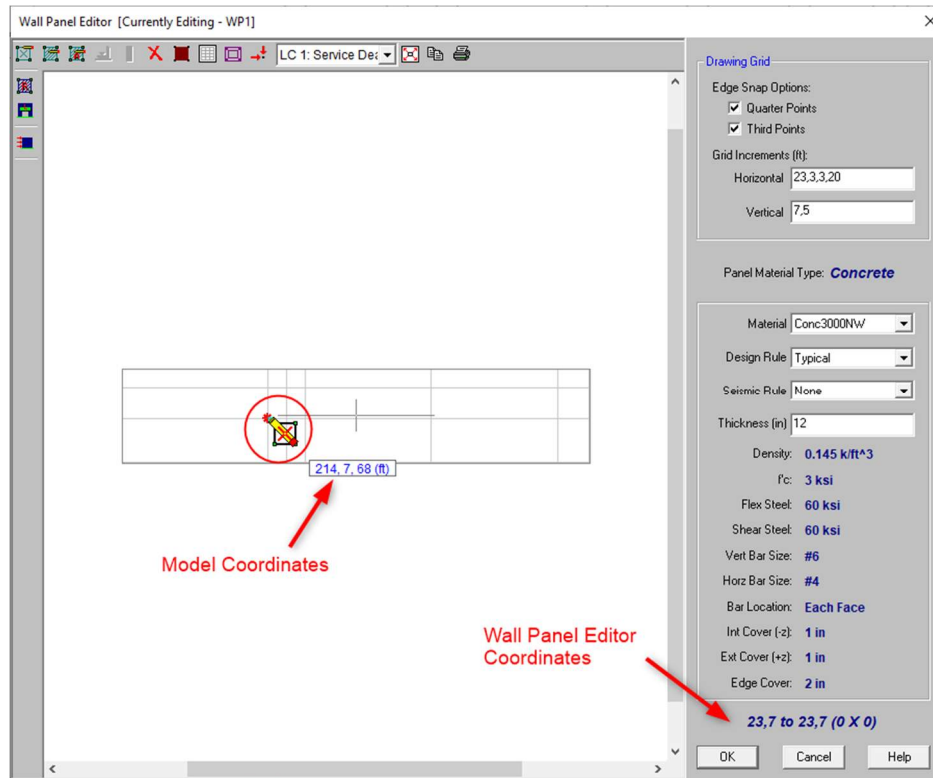 Wall Panel Editor [Currently Editing - WP1]
LC 1: Service Dea
Drawing Grid
Edge Snap Options:
Quarter Points
Third Points
Grid Increments (ft):
Horizontal 23,3,3,20
Vertical 7,5
Panel Material Type: Concrete
Material Conc3000NW
Design Rule Typical
Seismic Rule None
Thickness (in) 12
Density: 0.145 k/ft^3
f'c: 3 ksi
Flex Steel: 60 ksi
Shear Steel: 60 ksi
Vert Bar Size: #6
Horz Bar Size: #4
Bar Location: Each Face
Int Cover (-z): 1 in
Ext Cover (+z): 1 in
Edge Cover: 2 in
23,7 to 23,7 (0 X 0)
OK Cancel Help
214, 7, 68 (ft)
Model Coordinates
Wall Panel Editor
Coordinates